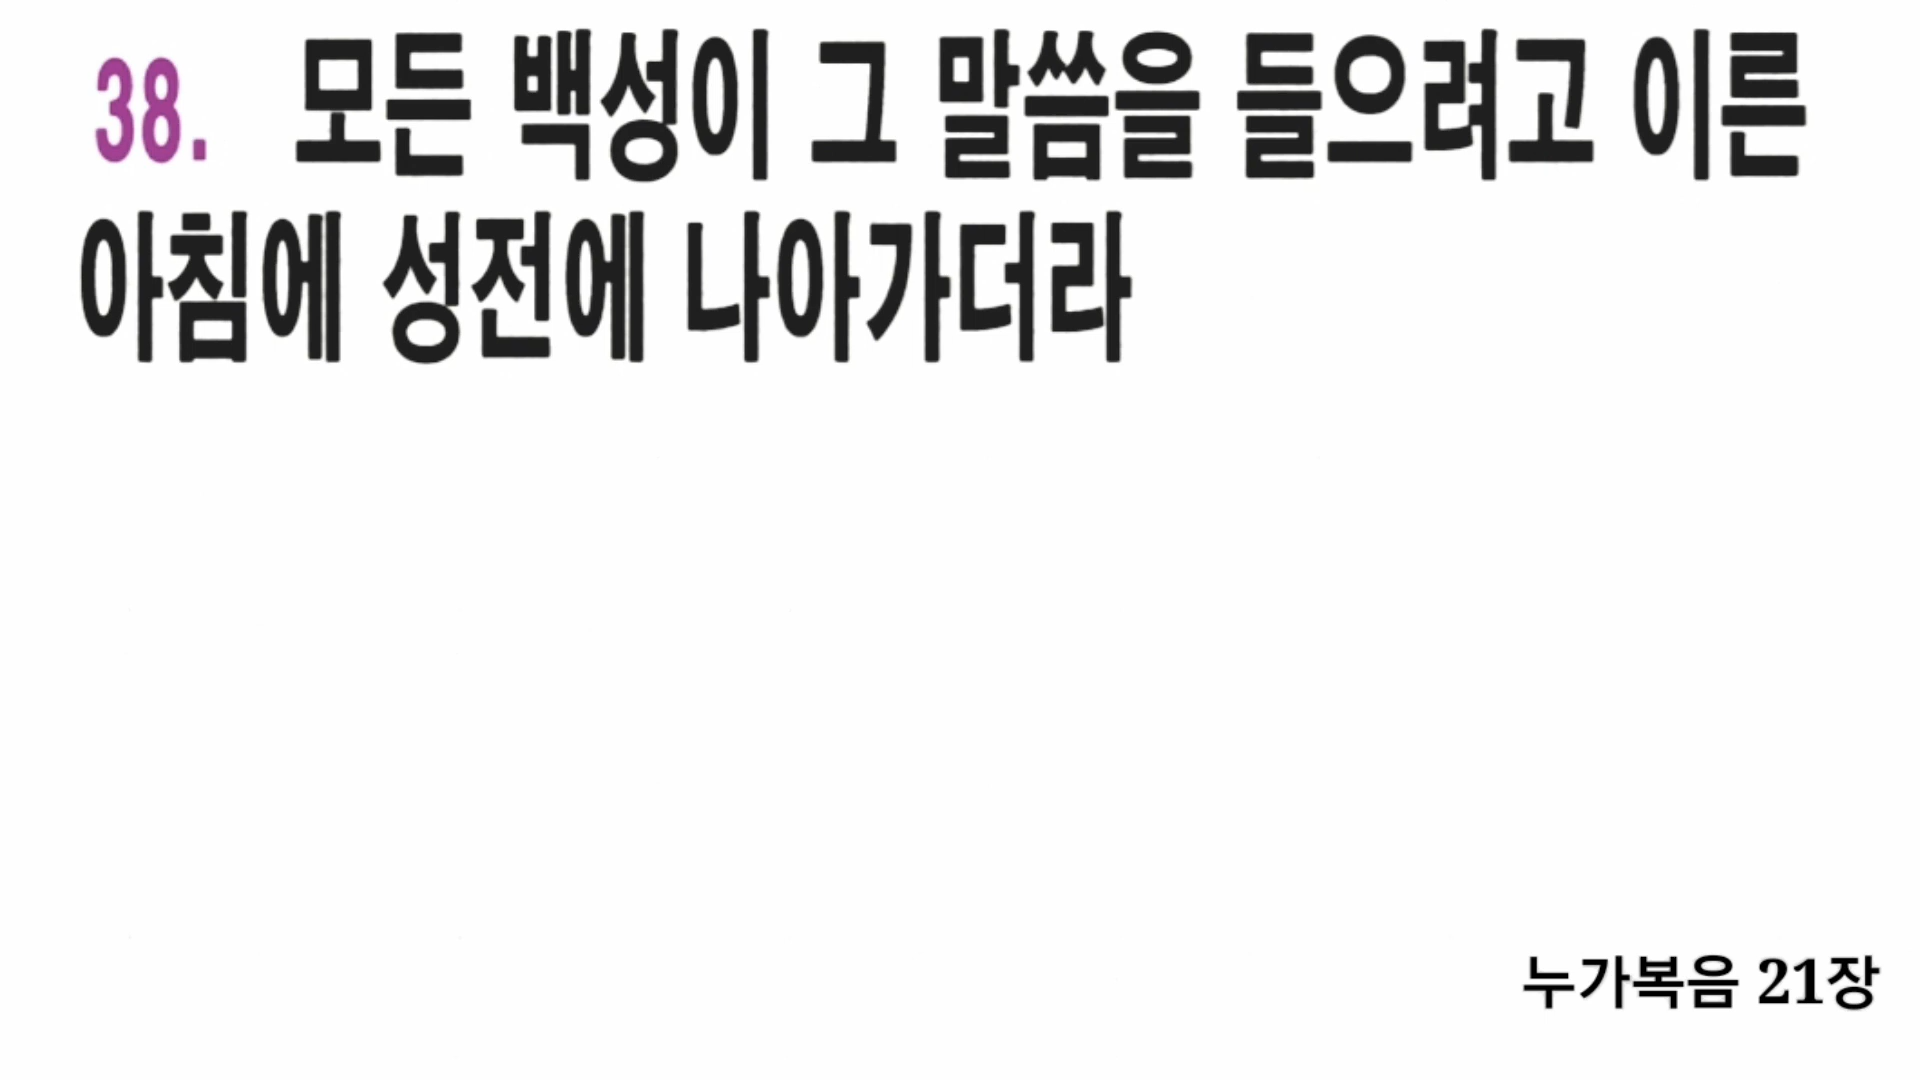 38. 모든 백성이 그 말씀을 들으려고 이른
아침에 성전에 나아가더라
누가복음 21장